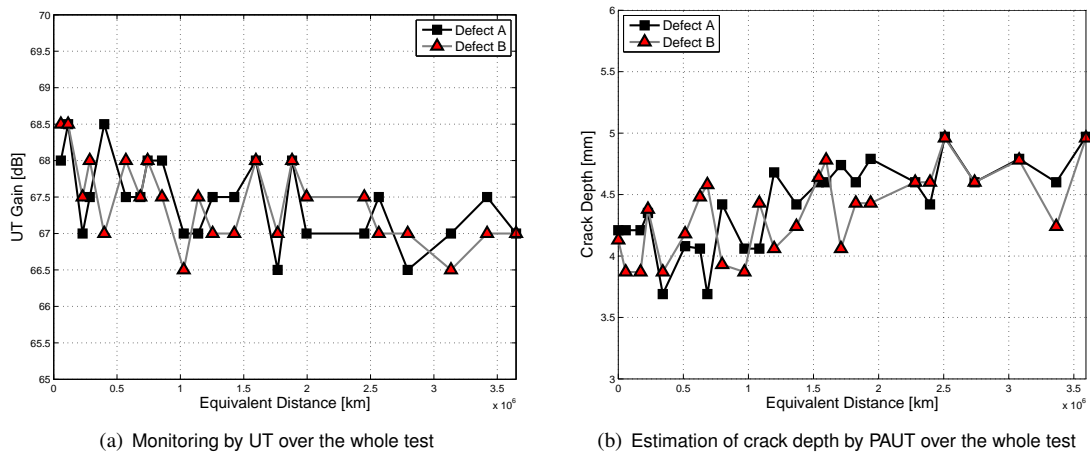 70
69.5
69
68.5
68
67.5
67
66.5
66
65.5
65
UT Gain [dB]
Defect A
Defect B
0 0.5 1 1.5 2 2.5 3 3.5
x 10^6
Equivalent Distance [km]
(a) Monitoring by UT over the whole test
6
5.5
5
4.5
4
3.5
3
Crack Depth [mm]
Defect A
Defect B
0 0.5 1 1.5 2 2.5 3 3.5
x 10^6
Equivalent Distance [km]
(b) Estimation of crack depth by PAUT over the whole test